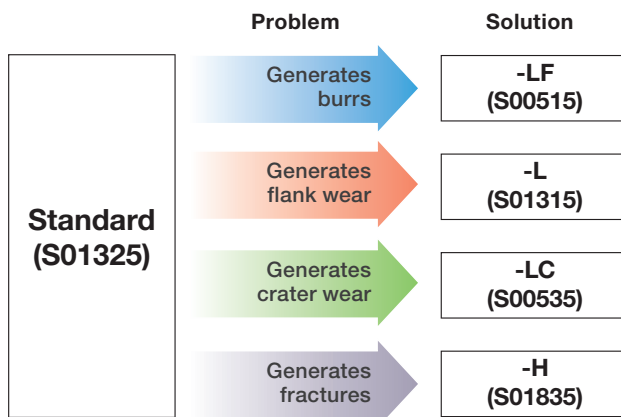 Problem
Solution
Standard
(S01325)
Generates
burrs
-LF
(S00515)
Generates
flank wear
-L
(S01315)
Generates
crater wear
-LC
(S00535)
Generates
fractures
-H
(S01835)